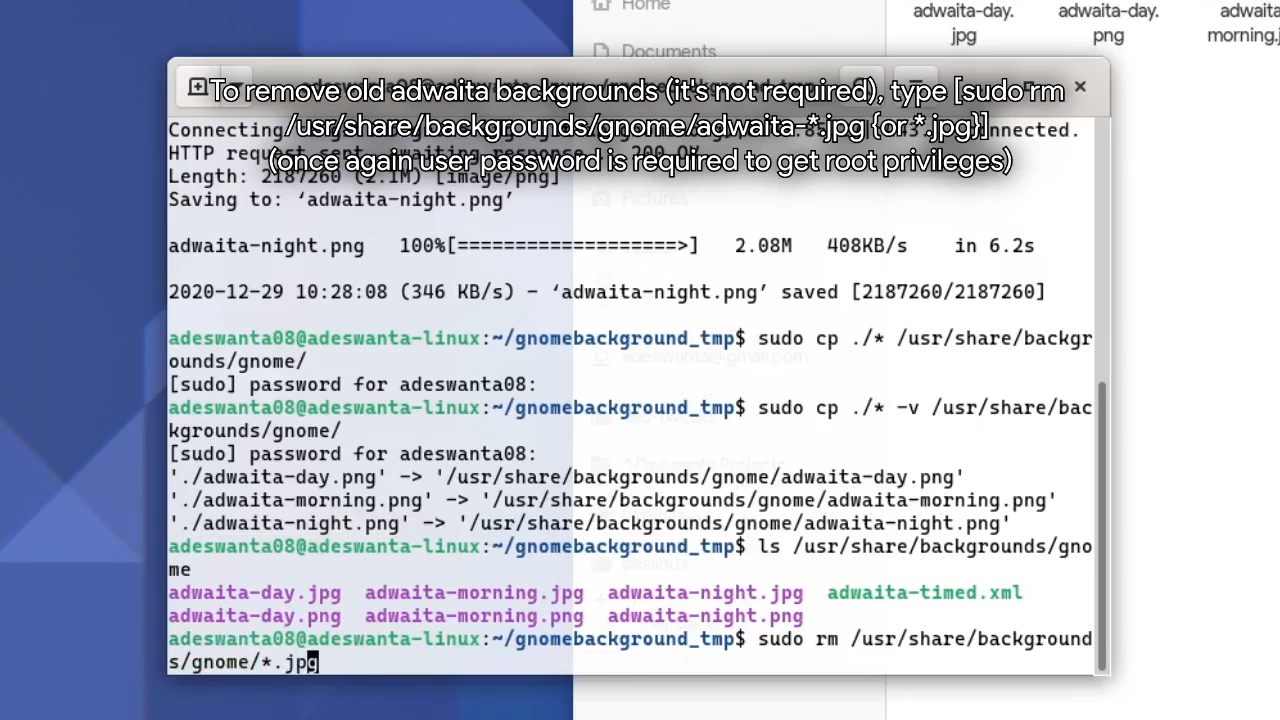 Home
Documents
adwaita-day.
jpg
adwaita-day.
png
adwaita
morning.j
To remove old adwaita backgrounds (it's not required), type [sudo rm
/usr/share/backgrounds/gnome/adwaita-*.jpg {or *.jpg}]
(once again user password is required to get root privileges)
Connecting
HTTP request sent, awaiting response... 200 OK
Length: 2187260 (2.1M) [image/png]
Saving to: ‘adwaita-night.png’
adwaita-night.png 100%[===================>] 2.08M 408KB/s in 6.2s
2020-12-29 10:28:08 (346 KB/s) - ‘adwaita-night.png’ saved [2187260/2187260]
adeswanta08@adeswanta-linux:~/gnomebackground_tmp$ sudo cp ./* /usr/share/backgr
ounds/gnome/
[sudo] password for adeswanta08:
adeswanta08@adeswanta-linux:~/gnomebackground_tmp$ sudo cp ./* -v /usr/share/bac
kgrounds/gnome/
[sudo] password for adeswanta08:
'./adwaita-day.png' -> '/usr/share/backgrounds/gnome/adwaita-day.png'
'./adwaita-morning.png' -> '/usr/share/backgrounds/gnome/adwaita-morning.png'
'./adwaita-night.png' -> '/usr/share/backgrounds/gnome/adwaita-night.png'
adeswanta08@adeswanta-linux:~/gnomebackground_tmp$ ls /usr/share/backgrounds/gno
me
adwaita-day.jpg adwaita-morning.jpg adwaita-night.jpg adwaita-timed.xml
adwaita-day.png adwaita-morning.png adwaita-night.png
adeswanta08@adeswanta-linux:~/gnomebackground_tmp$ sudo rm /usr/share/background
s/gnome/*.jpg
Pictures
adeswanta@gmail.com